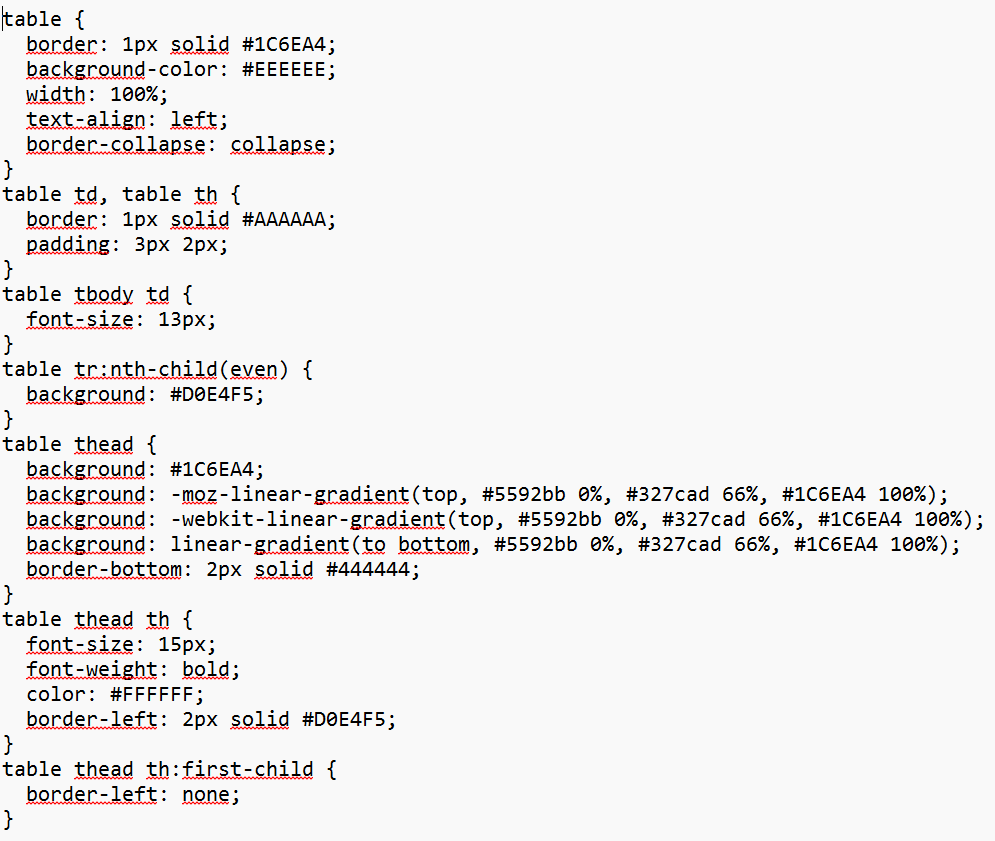 table {
  border: 1px solid #1C6EA4;
  background-color: #EEEEEE;
  width: 100%;
  text-align: left;
  border-collapse: collapse;
}
table td, table th {
  border: 1px solid #AAAAAA;
  padding: 3px 2px;
}
table tbody td {
  font-size: 13px;
}
table tr:nth-child(even) {
  background: #D0E4F5;
}
table thead {
  background: #1C6EA4;
  background: -moz-linear-gradient(top, #5592bb 0%, #327cad 66%, #1C6EA4 100%);
  background: -webkit-linear-gradient(top, #5592bb 0%, #327cad 66%, #1C6EA4 100%);
  background: linear-gradient(to bottom, #5592bb 0%, #327cad 66%, #1C6EA4 100%);
  border-bottom: 2px solid #444444;
}
table thead th {
  font-size: 15px;
  font-weight: bold;
  color: #FFFFFF;
  border-left: 2px solid #D0E4F5;
}
table thead th:first-child {
  border-left: none;
}